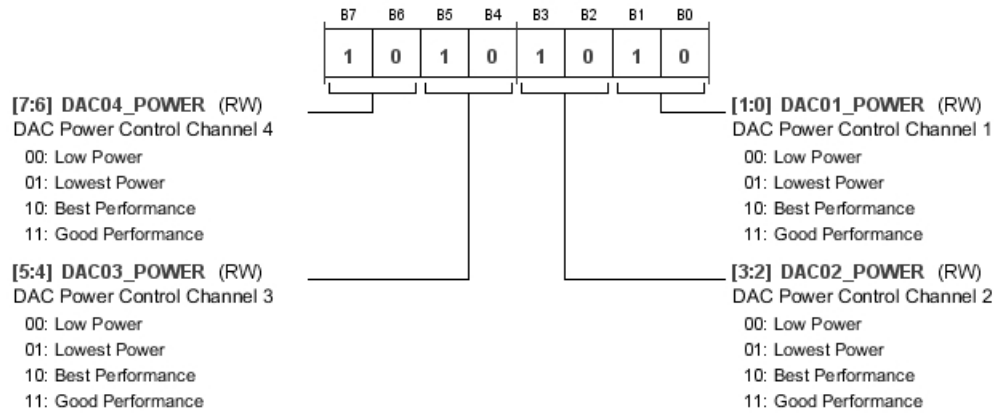 B7 B6 B5 B4 B3 B2 B1 B0
1 0 1 0 1 0 1 0
[7:6] DAC04_POWER (RW)
DAC Power Control Channel 4
00: Low Power
01: Lowest Power
10: Best Performance
11: Good Performance
[5:4] DAC03_POWER (RW)
DAC Power Control Channel 3
00: Low Power
01: Lowest Power
10: Best Performance
11: Good Performance
[1:0] DAC01_POWER (RW)
DAC Power Control Channel 1
00: Low Power
01: Lowest Power
10: Best Performance
11: Good Performance
[3:2] DAC02_POWER (RW)
DAC Power Control Channel 2
00: Low Power
01: Lowest Power
10: Best Performance
11: Good Performance